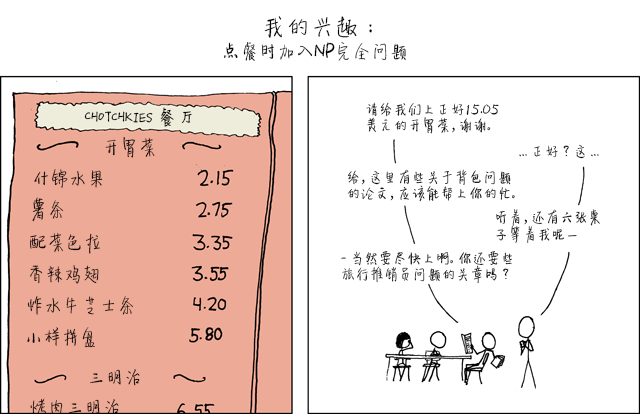 我的兴趣：
点餐时加入NP完全问题
CHOTCHKIES 餐厅
开胃菜
什锦水果 2.15
薯条 2.75
配菜色拉 3.35
香辣鸡翅 3.55
炸水牛芝士条 4.20
小样拼盘 5.80
三明治
烤肉三明治 6.55
请给我们上正好15.05
美元的开胃菜，谢谢。
…正好？这…
给，这里有些关于背包问题
的论文，应该能帮上你的忙。
听着，还有六张桌
子等着我呢—
－当然要尽快上啊。你还要些
旅行推销员问题的文章吗？